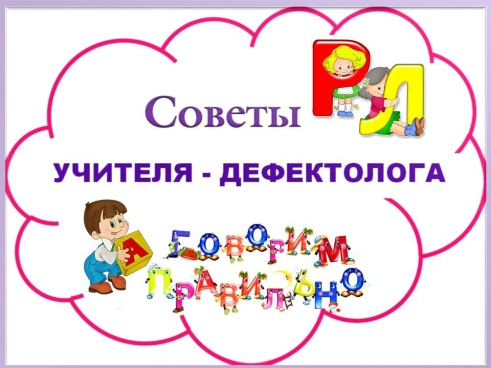 Советы
Р Л
УЧИТЕЛЯ - ДЕФЕКТОЛОГА
А
ГОВОРИМ
ПРАВИЛЬНО